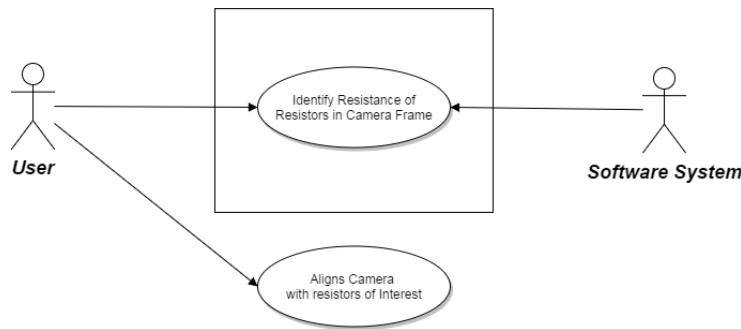 Identify Resistance of
Resistors in Camera Frame
User
Software System
Aligns Camera
with resistors of Interest